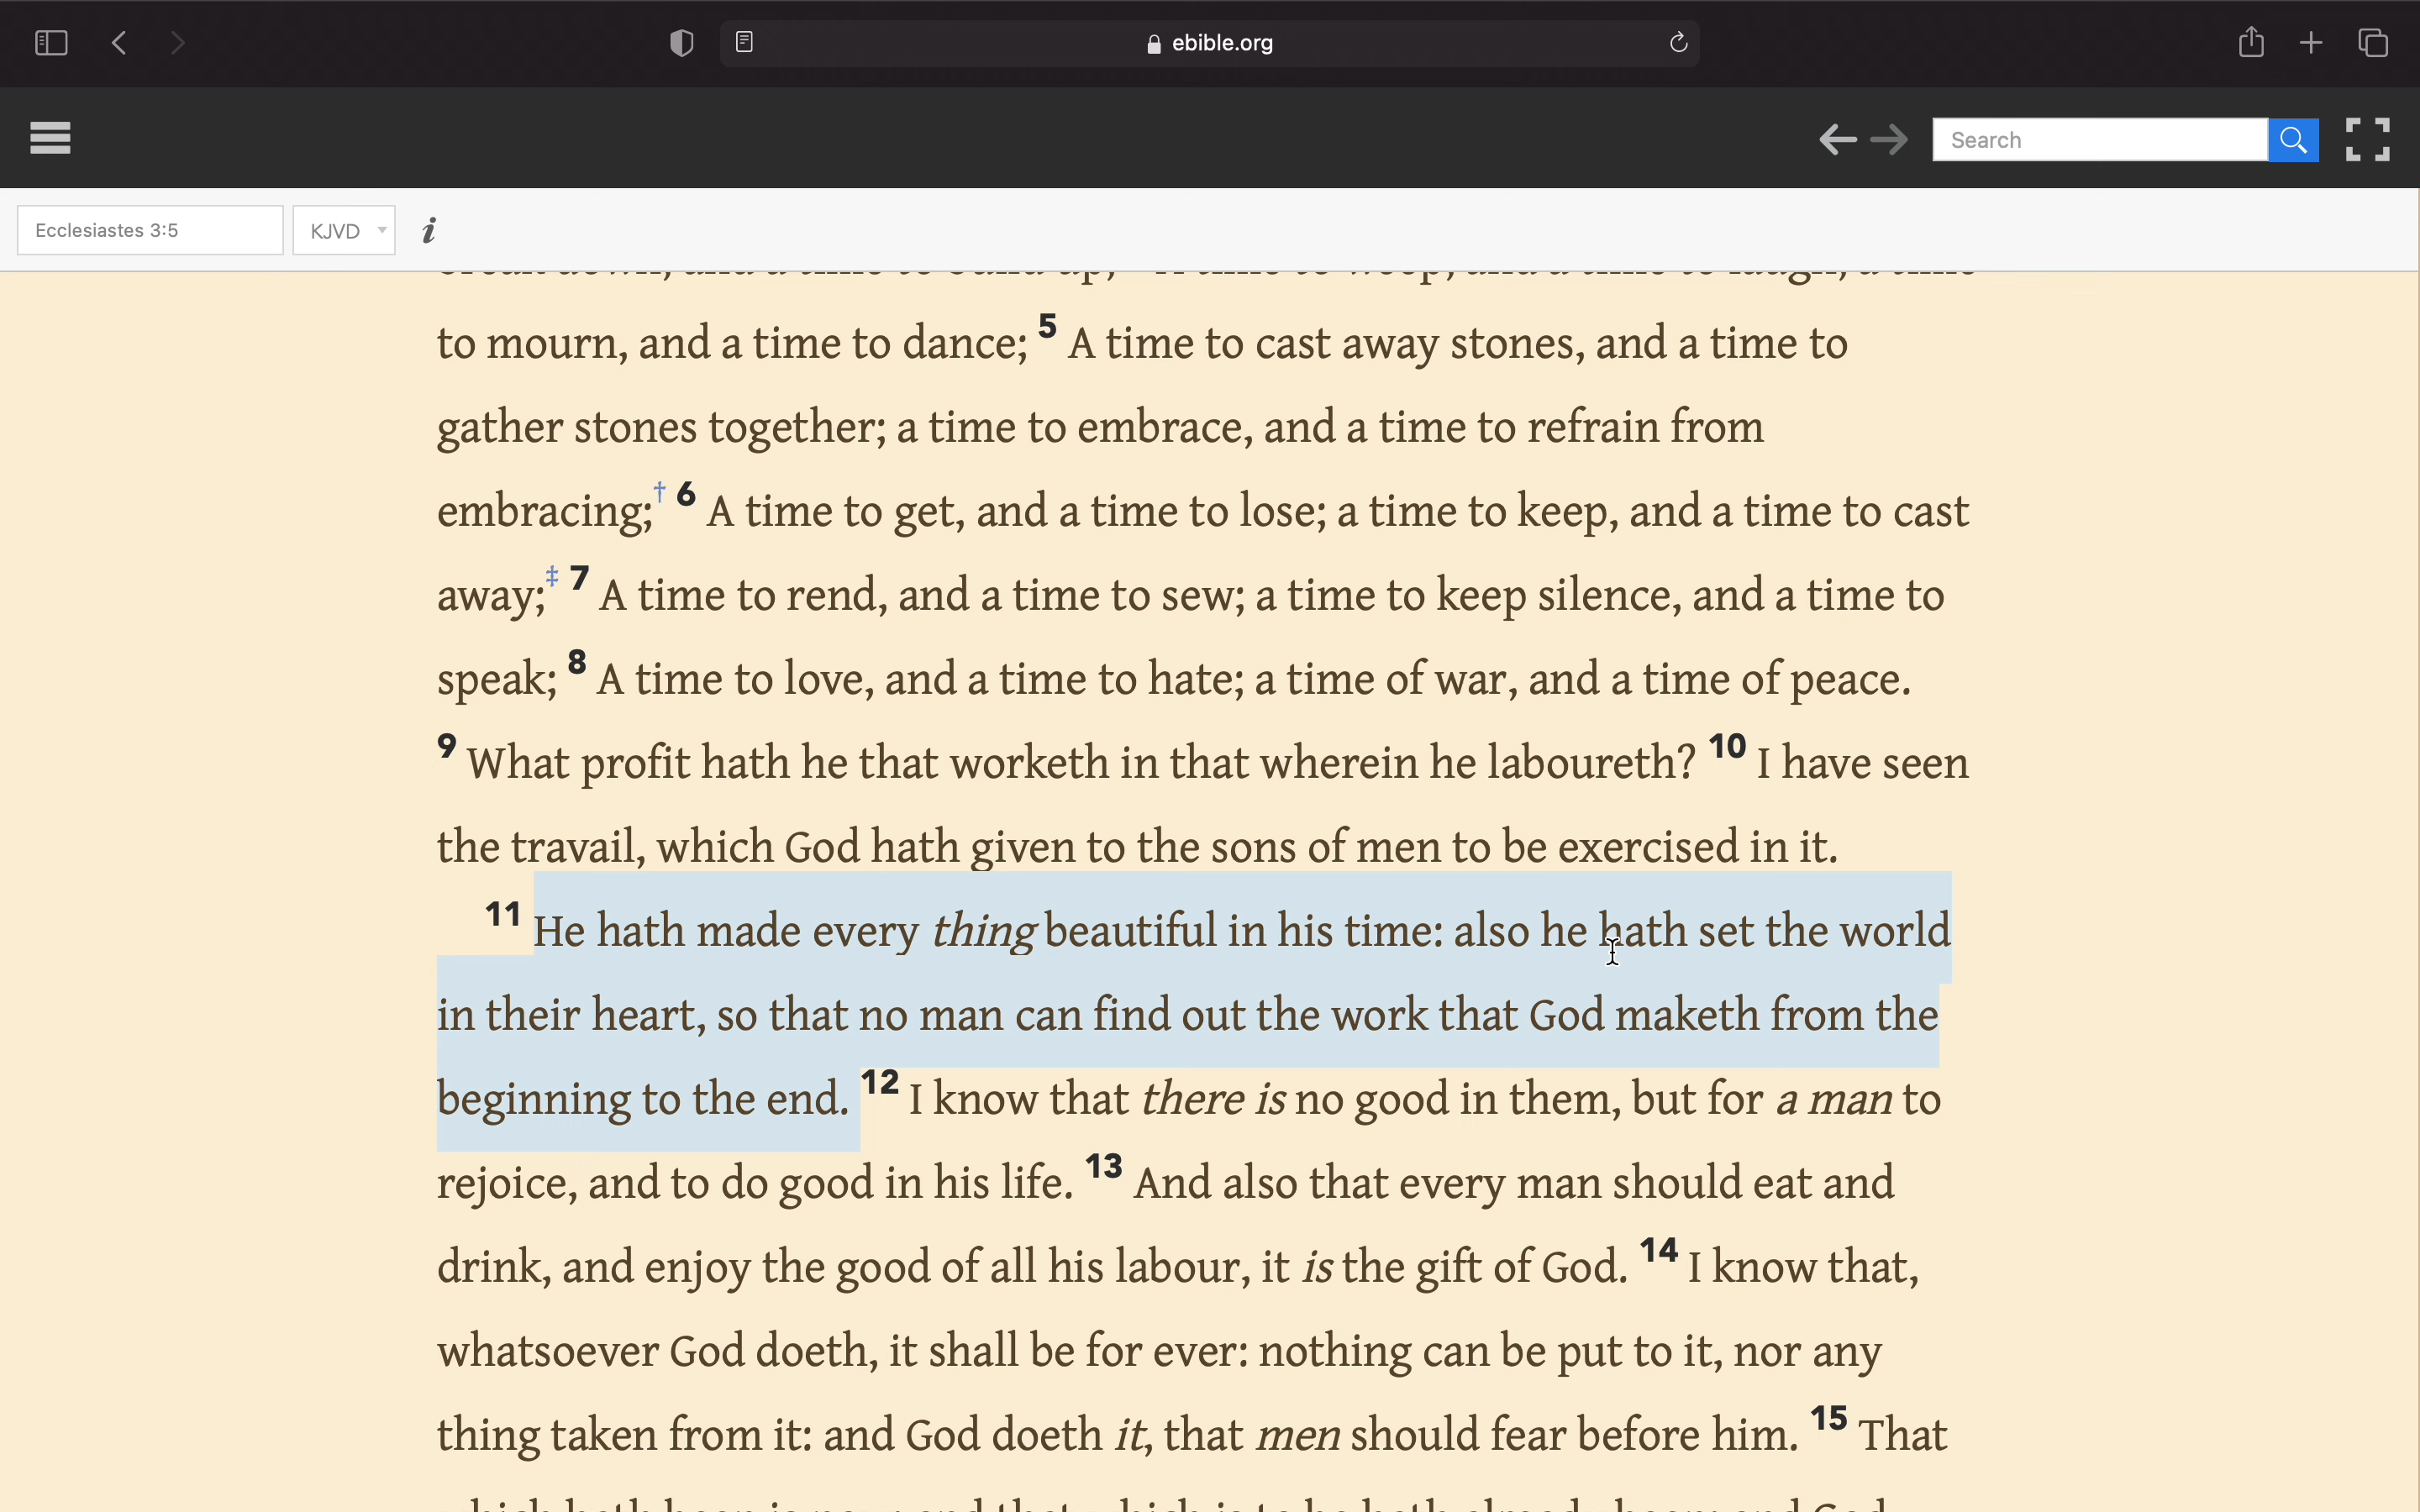 ebible.org
Search
Ecclesiastes 3:5 KJVD i
to mourn, and a time to dance; 5 A time to cast away stones, and a time to
gather stones together; a time to embrace, and a time to refrain from
embracing;† 6 A time to get, and a time to lose; a time to keep, and a time to cast
away;‡ 7 A time to rend, and a time to sew; a time to keep silence, and a time to
speak; 8 A time to love, and a time to hate; a time of war, and a time of peace.
9 What profit hath he that worketh in that wherein he laboureth? 10 I have seen
the travail, which God hath given to the sons of men to be exercised in it.
11 He hath made every thing beautiful in his time: also he hath set the world
in their heart, so that no man can find out the work that God maketh from the
beginning to the end. 12 I know that there is no good in them, but for a man to
rejoice, and to do good in his life. 13 And also that every man should eat and
drink, and enjoy the good of all his labour, it is the gift of God. 14 I know that,
whatsoever God doeth, it shall be for ever: nothing can be put to it, nor any
thing taken from it: and God doeth it, that men should fear before him. 15 That